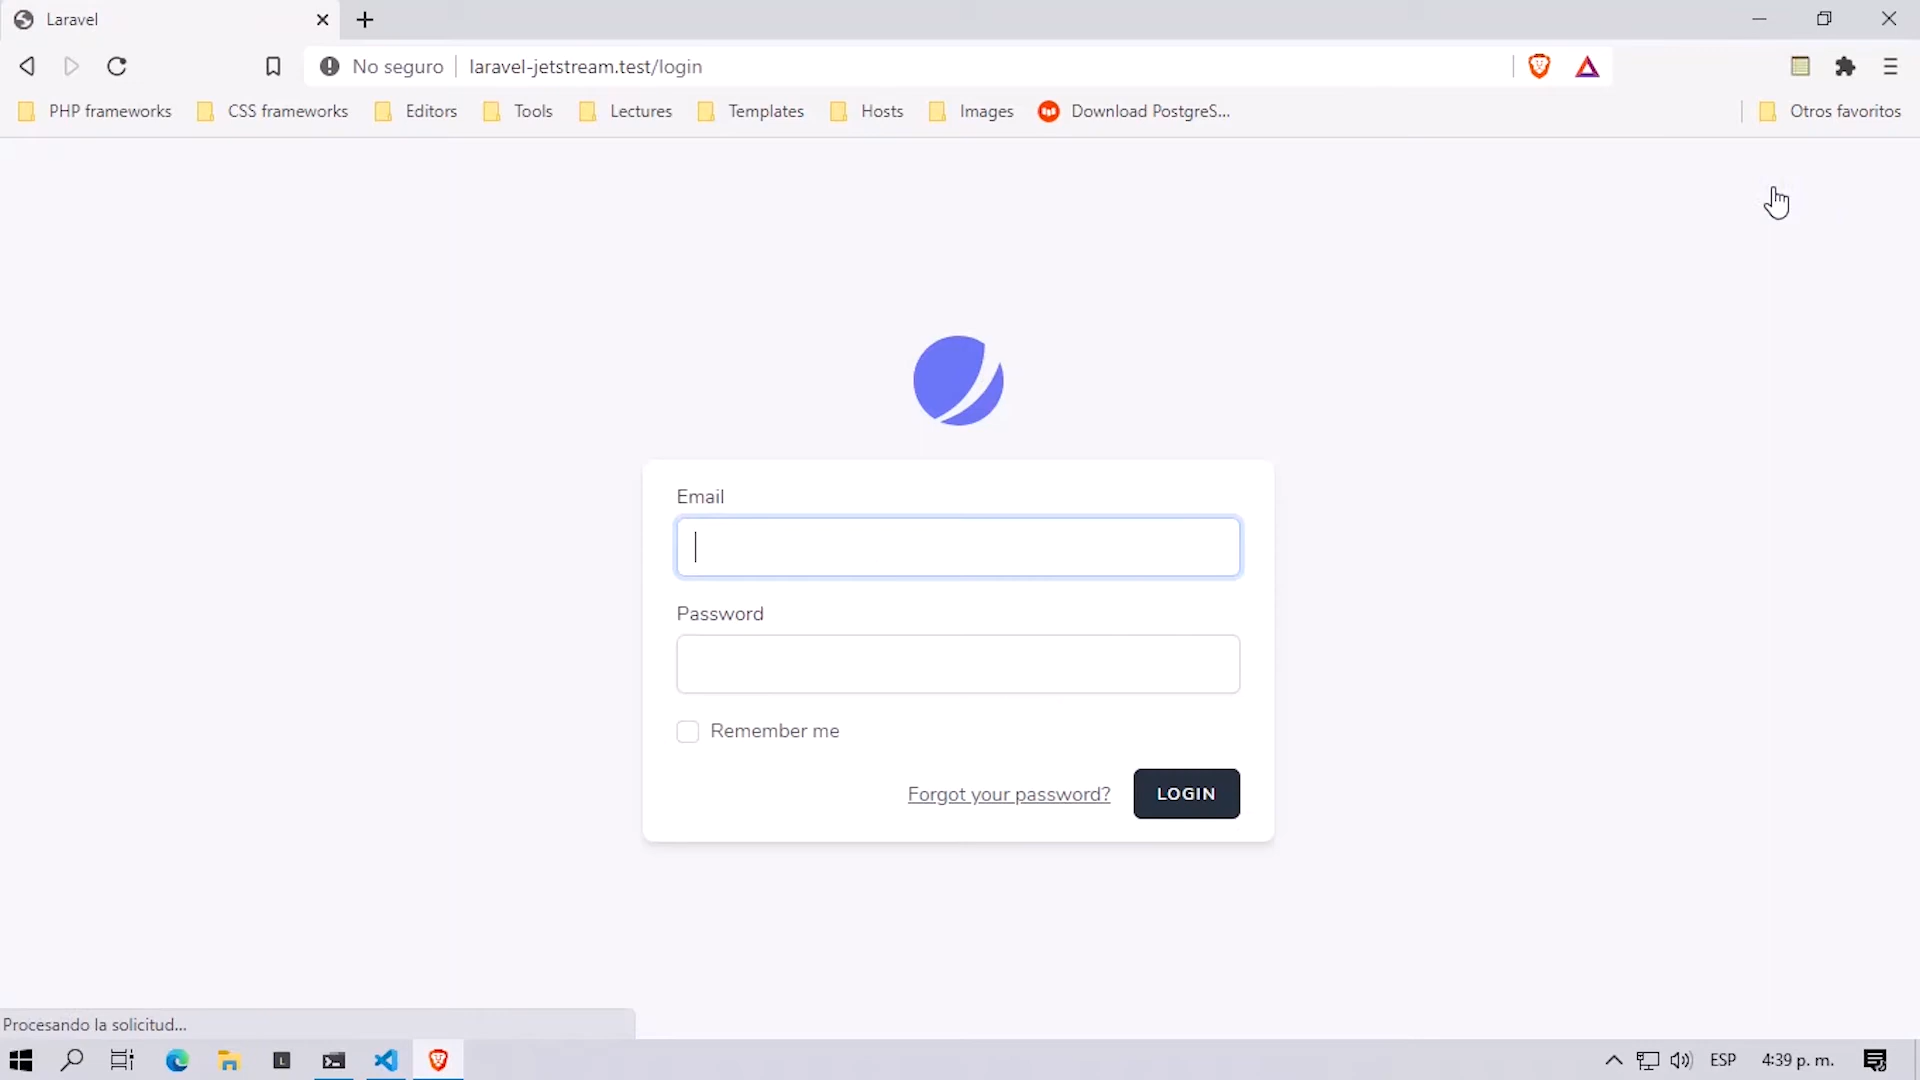 Laravel
No seguro
laravel-jetstream.test/login
PHP frameworks
CSS frameworks
Editors
Tools
Lectures
Templates
Hosts
Images
Download PostgreS...
Otros favoritos
Email
Password
Remember me
Forgot your password?
LOGIN
Procesando la solicitud...
L
ESP
4:39 p. m.